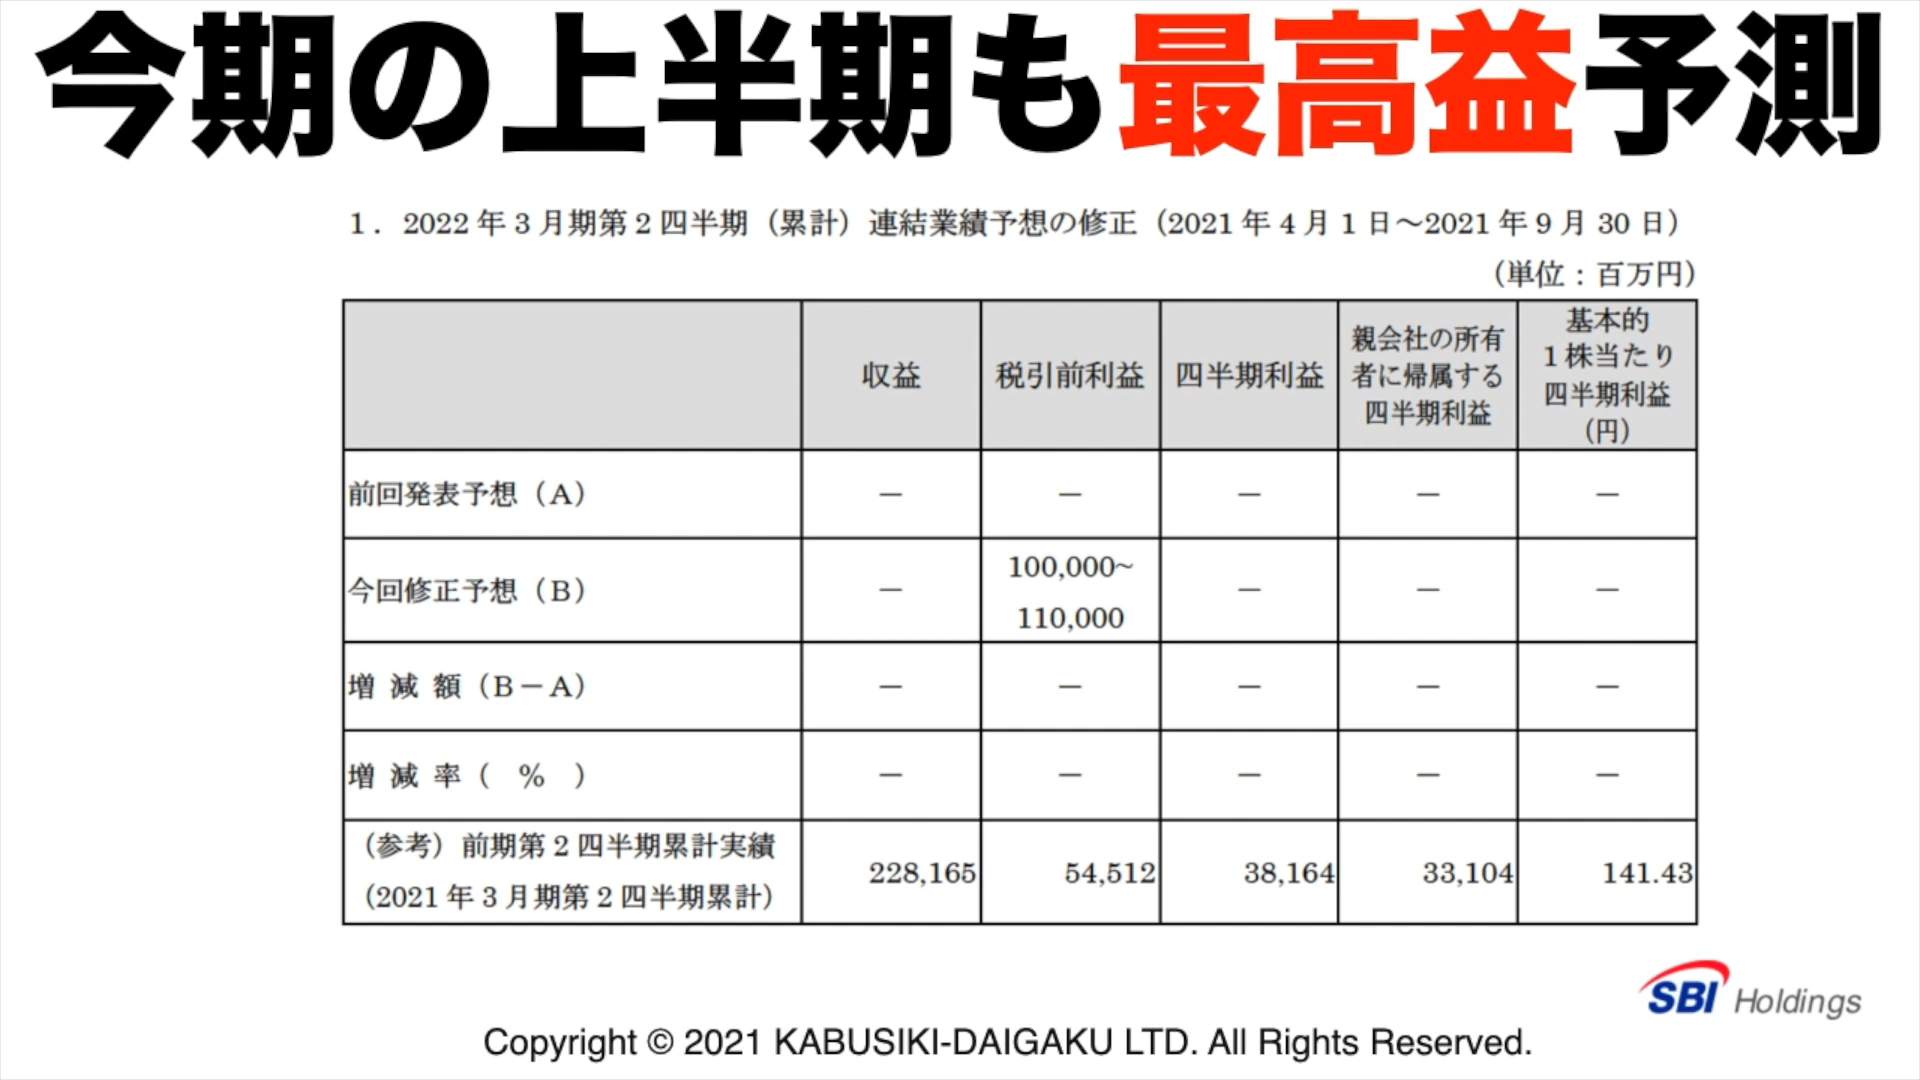 今期の上半期も最高益予測
1．2022年3月期第2四半期（累計）連結業績予想の修正（2021年4月1日～2021年9月30日）
（単位：百万円）
収益
税引前利益
四半期利益
親会社の所有
者に帰属する
四半期利益
基本的
1株当たり
四半期利益
（円）
前回発表予想（A） － － － － －
今回修正予想（B） － 100,000~
110,000 － － －
増 減 額（B－A） － － － － －
増 減 率（ % ） － － － － －
（参考）前期第2四半期累計実績
（2021年3月期第2四半期累計）
228,165 54,512 38,164 33,104 141.43
SBI Holdings
Copyright © 2021 KABUSIKI-DAIGAKU LTD. All Rights Reserved.